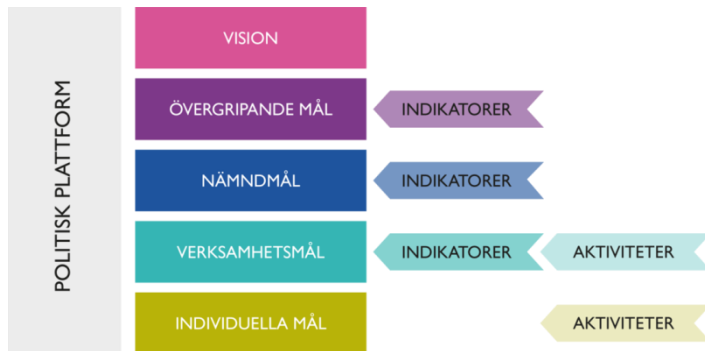 POLITISK PLATTFORM
VISION
ÖVERGRIPANDE MÅL
INDIKATORER
NÄMNDMÅL
INDIKATORER
VERKSAMHETSMÅL
INDIKATORER
AKTIVITETER
INDIVIDUELLA MÅL
AKTIVITETER